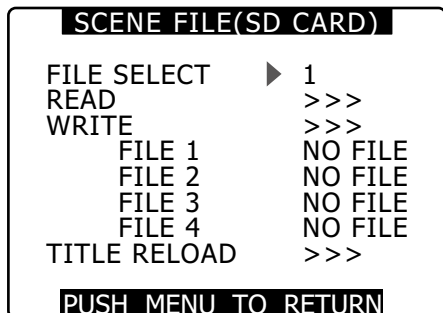 SCENE FILE(SD CARD)
FILE SELECT ▶ 1
READ >>>
WRITE >>>
FILE 1 NO FILE
FILE 2 NO FILE
FILE 3 NO FILE
FILE 4 NO FILE
TITLE RELOAD >>>
PUSH MENU TO RETURN